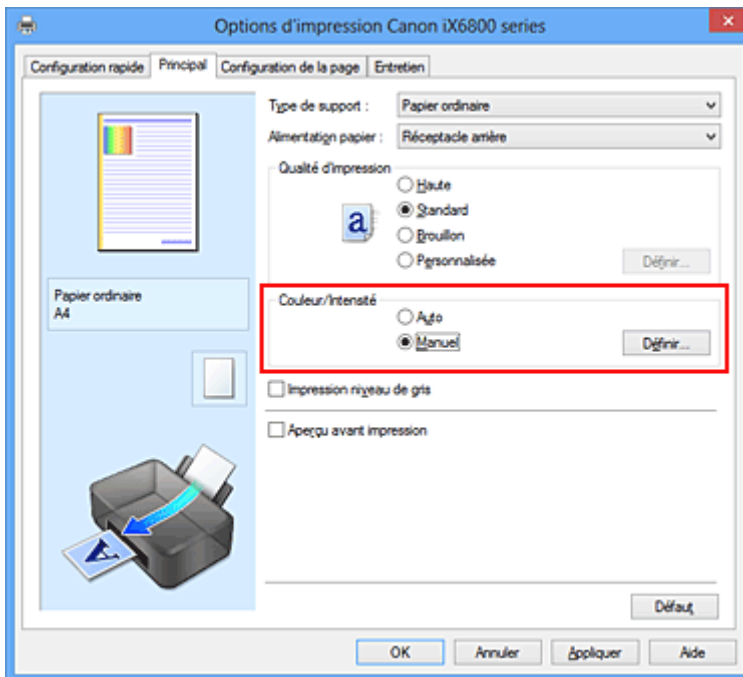 Options d'impression Canon iX6800 series
Configuration rapide Principal Configuration de la page Entretien
Type de support : Papier ordinaire
Alimentation papier : Réceptacle arrière
Qualité d'impression
Haute
a Standard
Brouillon
Personnalisée Définir...
Papier ordinaire
A4
Couleur/Intensité
Auto
Manuel Définir...
Impression niveau de gris
Aperçu avant impression
A
Défaut
OK Annuler Appliquer Aide